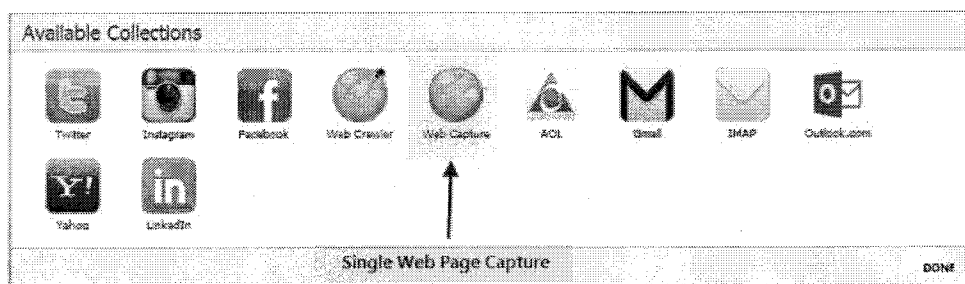 Available Collections
Twitter Instagram Facebook Web Crawler Web Capture AOL Gmail IMAP Outlook.com
Yahoo LinkedIn
Single Web Page Capture
DONE